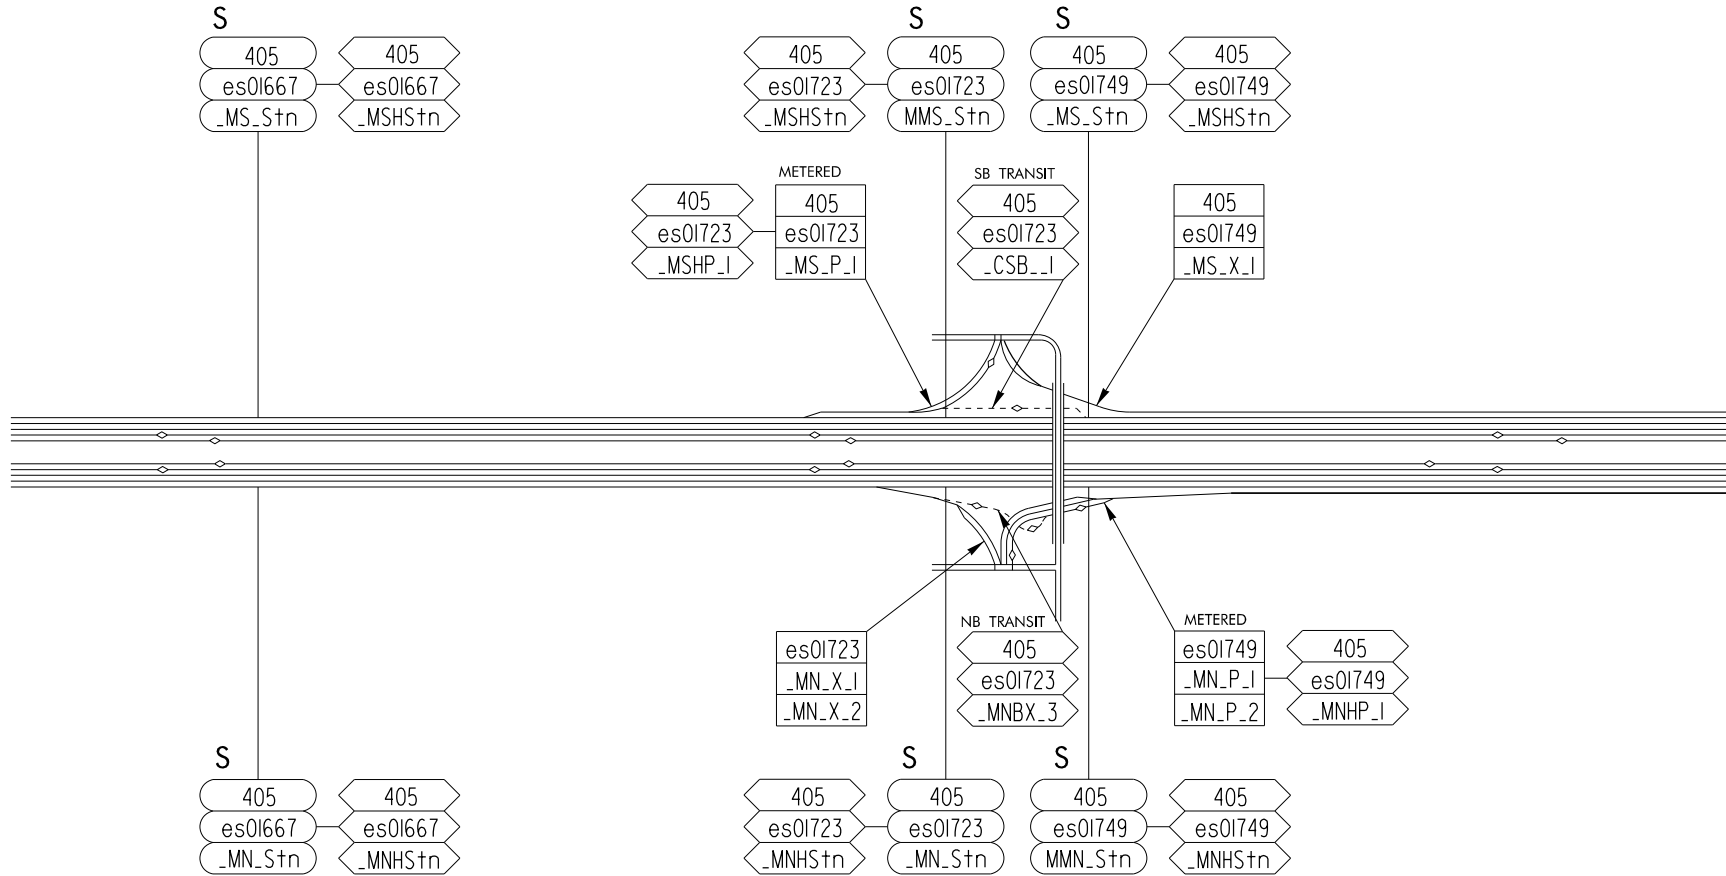 S
405
es01667
_MS_Stn
405
es01667
_MSHStn
405
es01723
_MSHStn
S
405
es01723
MMS_Stn
S
405
es01749
_MS_Stn
405
es01749
_MSHStn
405
es01723
_MSHP_1
METERED
405
es01723
_MS_P_1
SB TRANSIT
405
es01723
_CSB__1
405
es01749
_MS_X_1
es01723
_MN_X_1
_MN_X_2
NB TRANSIT
405
es01723
_MNBX_3
METERED
es01749
_MN_P_1
_MN_P_2
405
es01749
_MNHP_1
S
405
es01667
_MN_Stn
405
es01667
_MNHStn
405
es01723
_MNHStn
S
405
es01723
_MN_Stn
S
405
es01749
MMN_Stn
405
es01749
_MNHStn